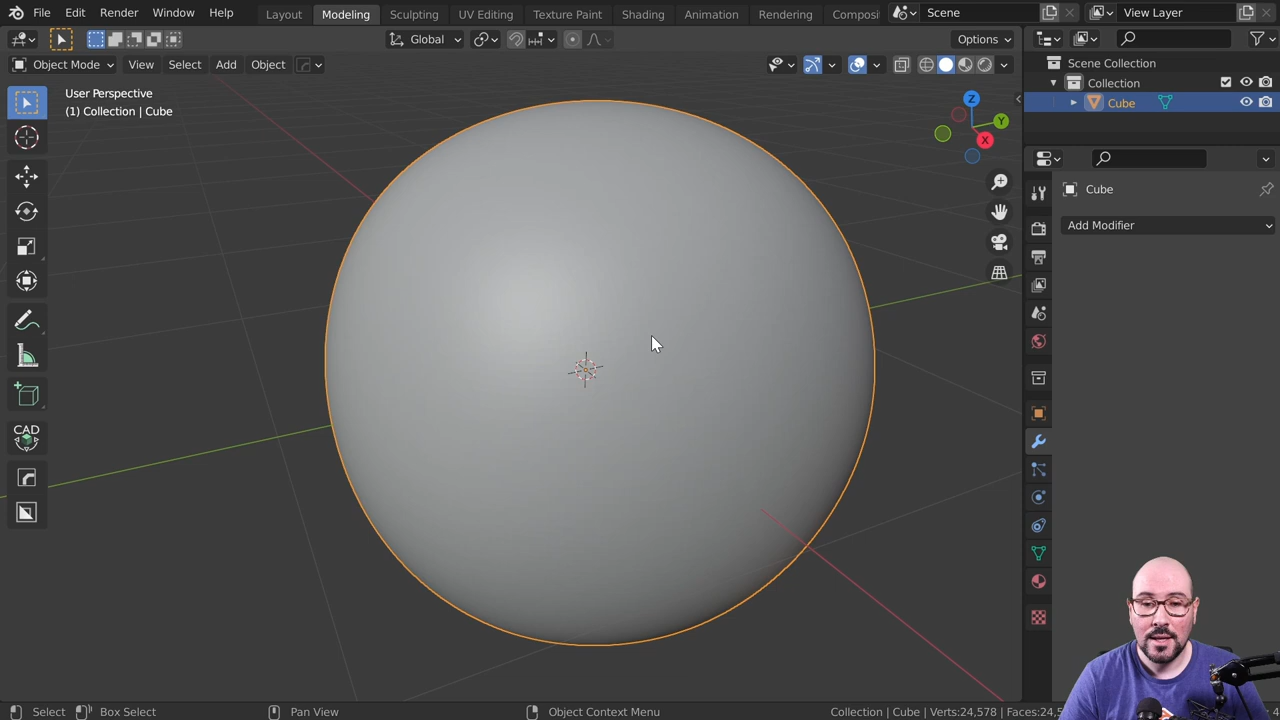 File Edit Render Window Help Layout Modeling Sculpting UV Editing Texture Paint Shading Animation Rendering Composi Scene View Layer
Global Options
Object Mode View Select Add Object
User Perspective
(1) Collection | Cube
CAD
Z
Y
X
Scene Collection
Collection
Cube
Cube
Add Modifier
Select Box Select Pan View Object Context Menu Collection | Cube | Verts:24,578 | Faces:24,5